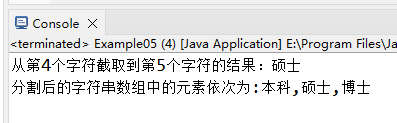 Console
<terminated> Example05 (4) [Java Application] E:\Program Files\Ja
从第4个字符截取到第5个字符的结果：硕士
分割后的字符串数组中的元素依次为:本科,硕士,博士